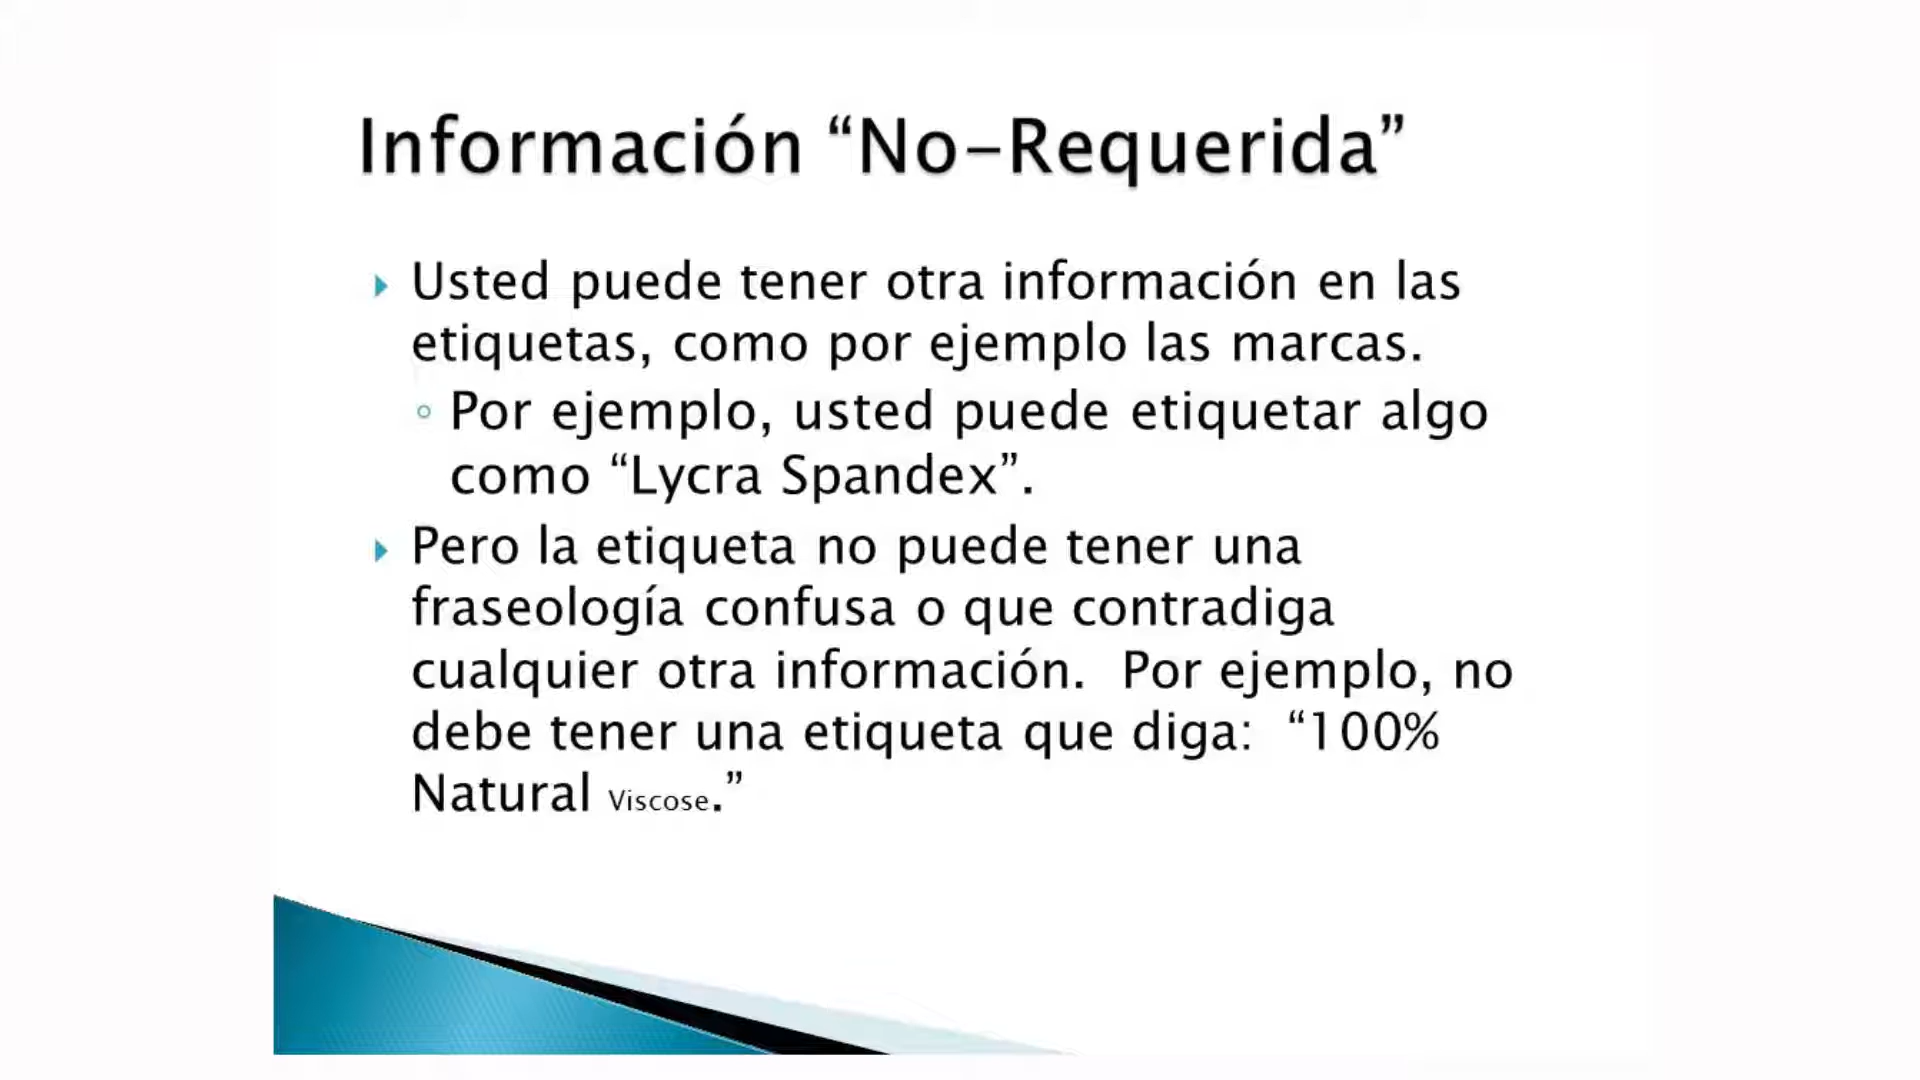 Información “No-Requerida”
Usted puede tener otra información en las
etiquetas, como por ejemplo las marcas.
Por ejemplo, usted puede etiquetar algo
como “Lycra Spandex”.
Pero la etiqueta no puede tener una
fraseología confusa o que contradiga
cualquier otra información.  Por ejemplo, no
debe tener una etiqueta que diga:  “100%
Natural Viscose.”